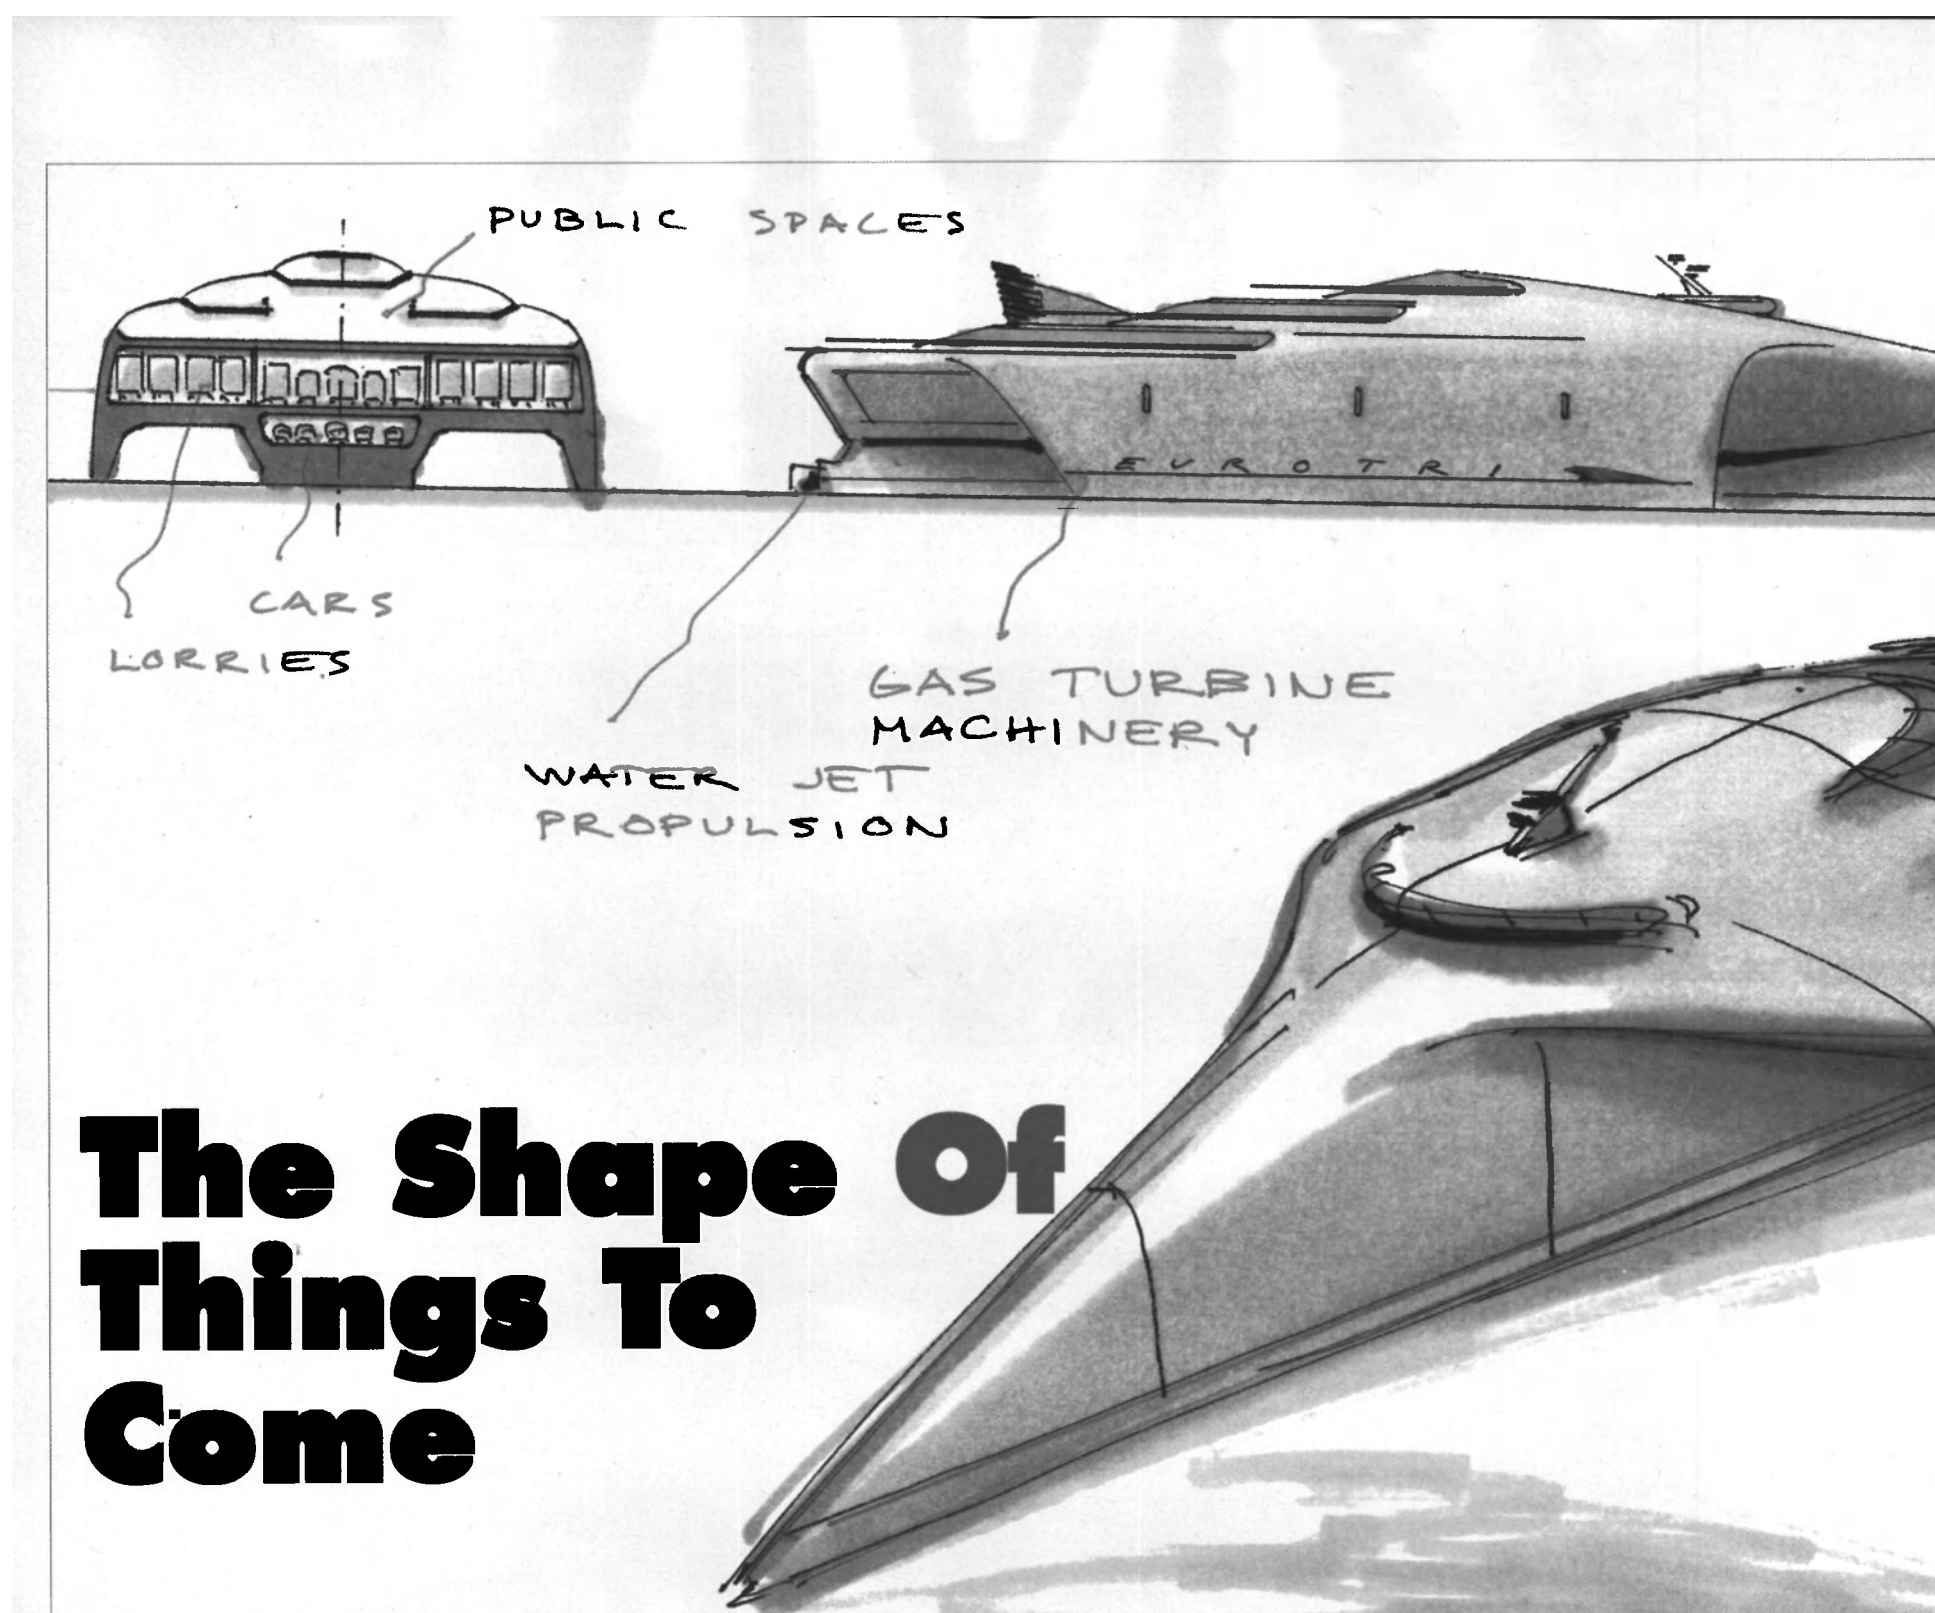 PUBLIC SPACES
EUROTRI
CARS
LORRIES
GAS TURBINE
MACHINERY
WATER JET
PROPULSION
The Shape Of
Things To
Come